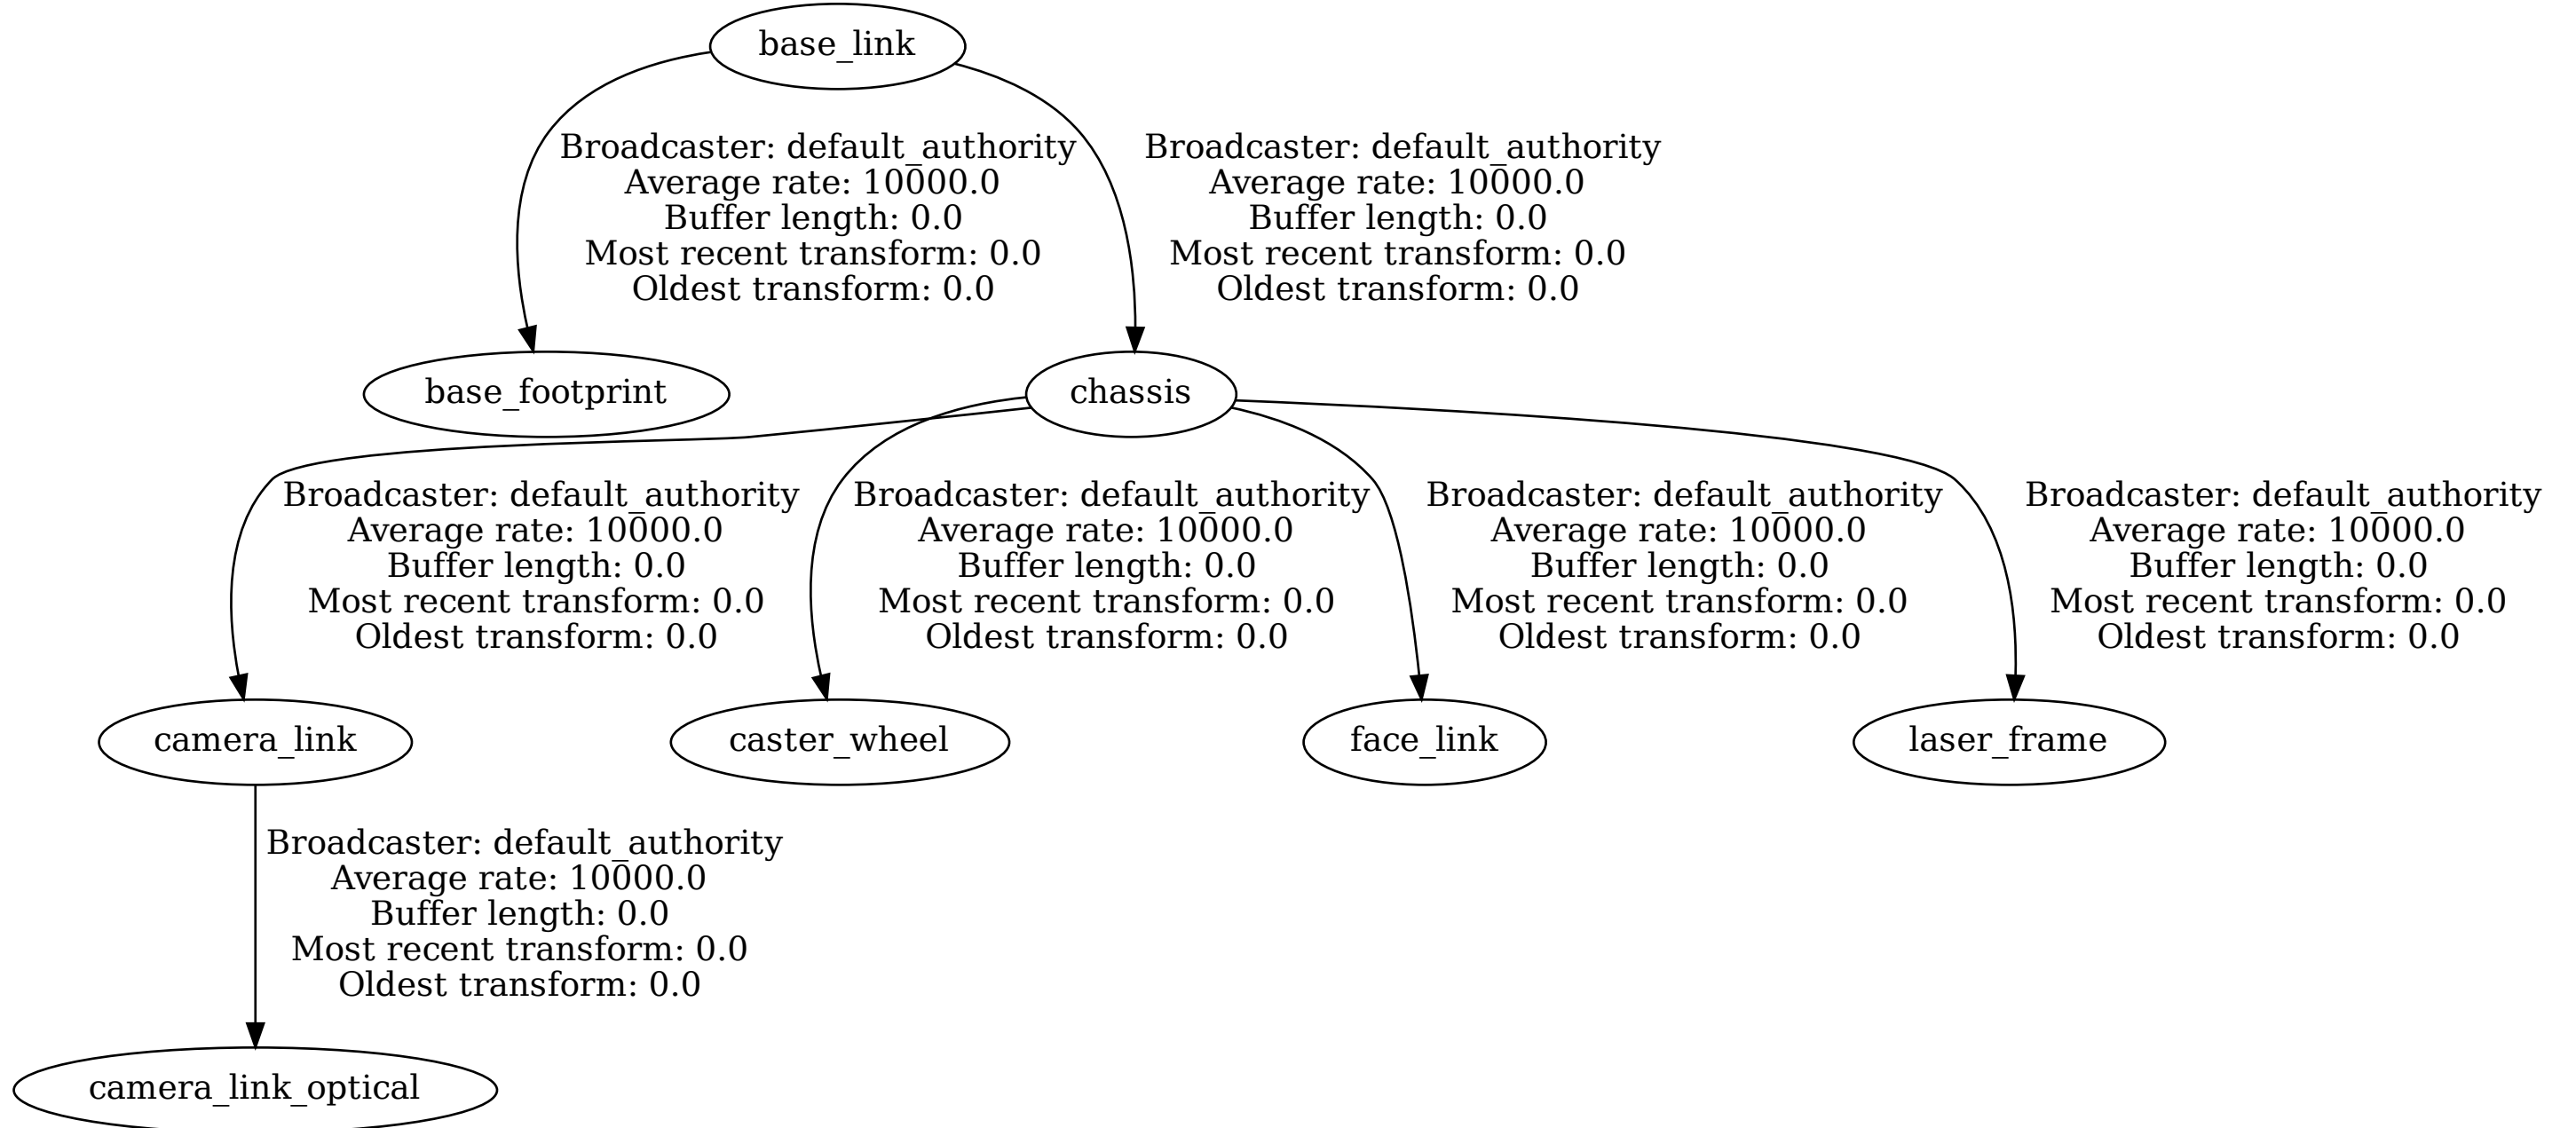 base_link
Broadcaster: default_authority
Average rate: 10000.0
Buffer length: 0.0
Most recent transform: 0.0
Oldest transform: 0.0
Broadcaster: default_authority
Average rate: 10000.0
Buffer length: 0.0
Most recent transform: 0.0
Oldest transform: 0.0
base_footprint
chassis
Broadcaster: default_authority
Average rate: 10000.0
Buffer length: 0.0
Most recent transform: 0.0
Oldest transform: 0.0
Broadcaster: default_authority
Average rate: 10000.0
Buffer length: 0.0
Most recent transform: 0.0
Oldest transform: 0.0
Broadcaster: default_authority
Average rate: 10000.0
Buffer length: 0.0
Most recent transform: 0.0
Oldest transform: 0.0
Broadcaster: default_authority
Average rate: 10000.0
Buffer length: 0.0
Most recent transform: 0.0
Oldest transform: 0.0
camera_link
caster_wheel
face_link
laser_frame
Broadcaster: default_authority
Average rate: 10000.0
Buffer length: 0.0
Most recent transform: 0.0
Oldest transform: 0.0
camera_link_optical